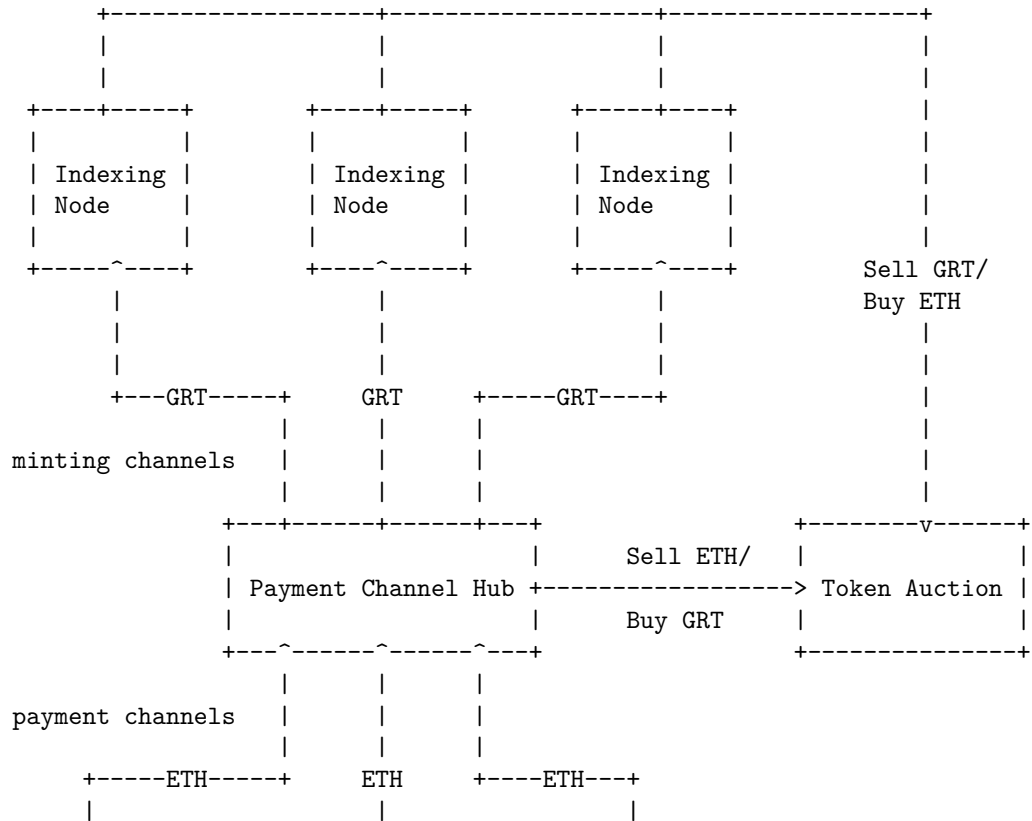 Indexing Indexing Indexing
Node Node Node
Sell GRT/
Buy ETH
GRT GRT GRT
minting channels
Sell ETH/
Payment Channel Hub Token Auction
Buy GRT
payment channels
ETH ETH ETH